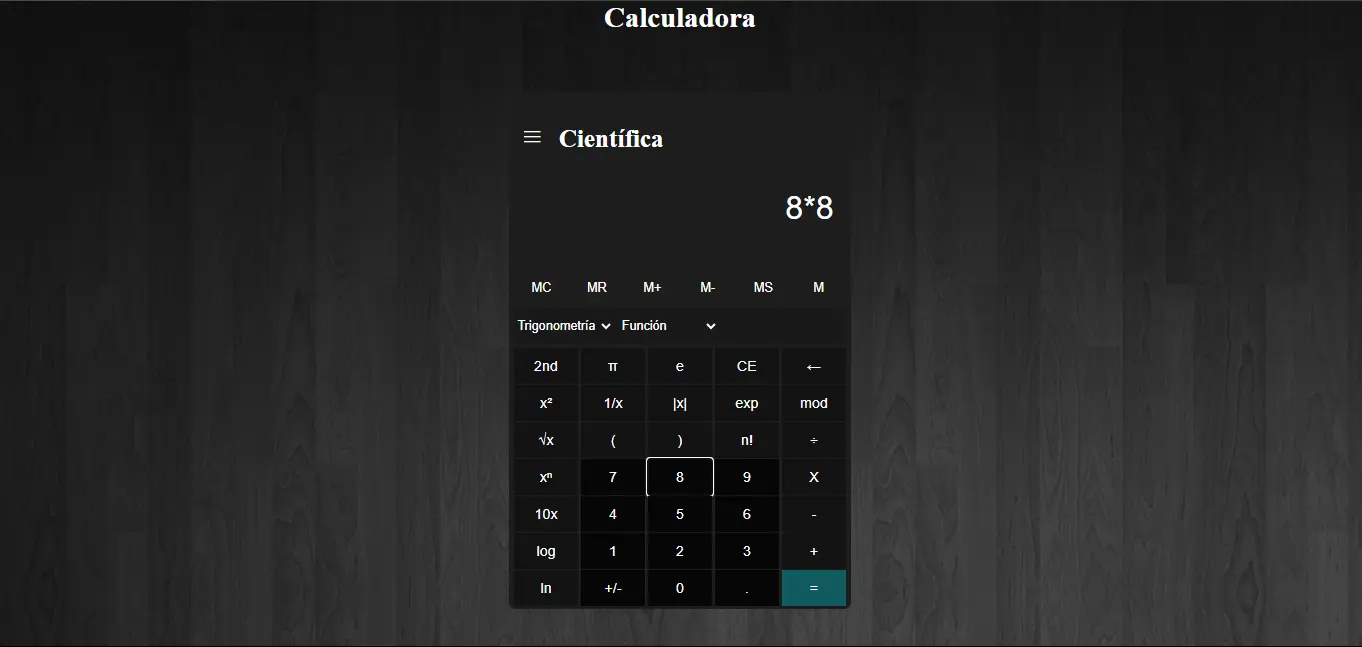 Calculadora
Científica
8*8
MC MR M+ M- MS M
Trigonometría Función
2nd π e CE ←
x² 1/x |x| exp mod
√x ( ) n! ÷
xⁿ 7 8 9 X
10x 4 5 6 -
log 1 2 3 +
ln +/- 0 . =